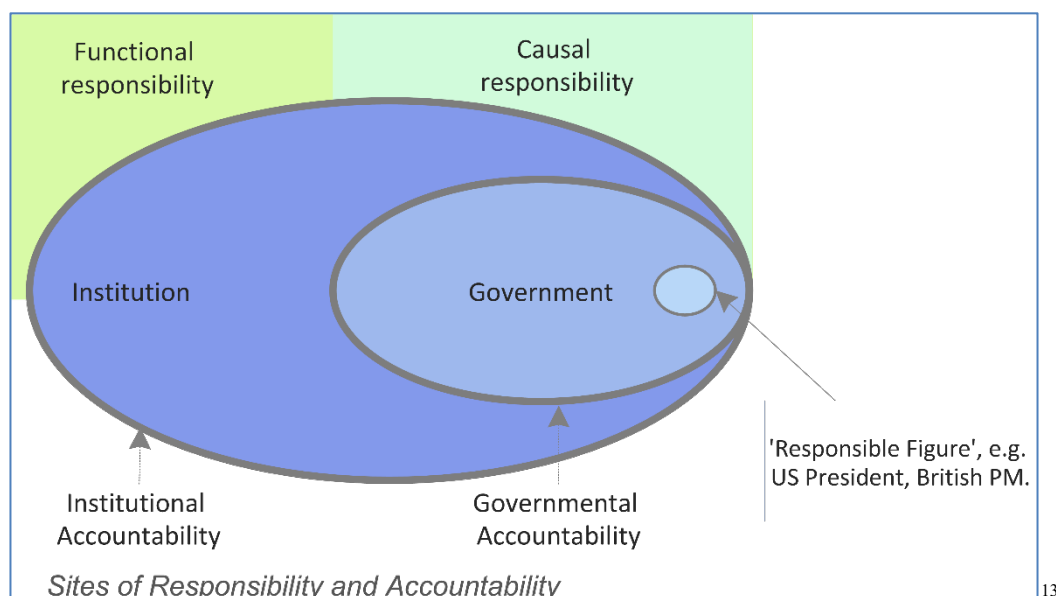 Functional
responsibility
Causal
responsibility
Institution
Government
'Responsible Figure', e.g.
US President, British PM.
Institutional
Accountability
Governmental
Accountability
Sites of Responsibility and Accountability
13